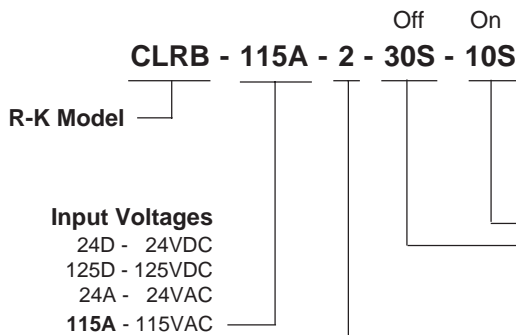 Off On
CLRB - 115A - 2 - 30S - 10S
R-K Model
Input Voltages
24D - 24VDC
125D - 125VDC
24A - 24VAC
115A - 115VAC